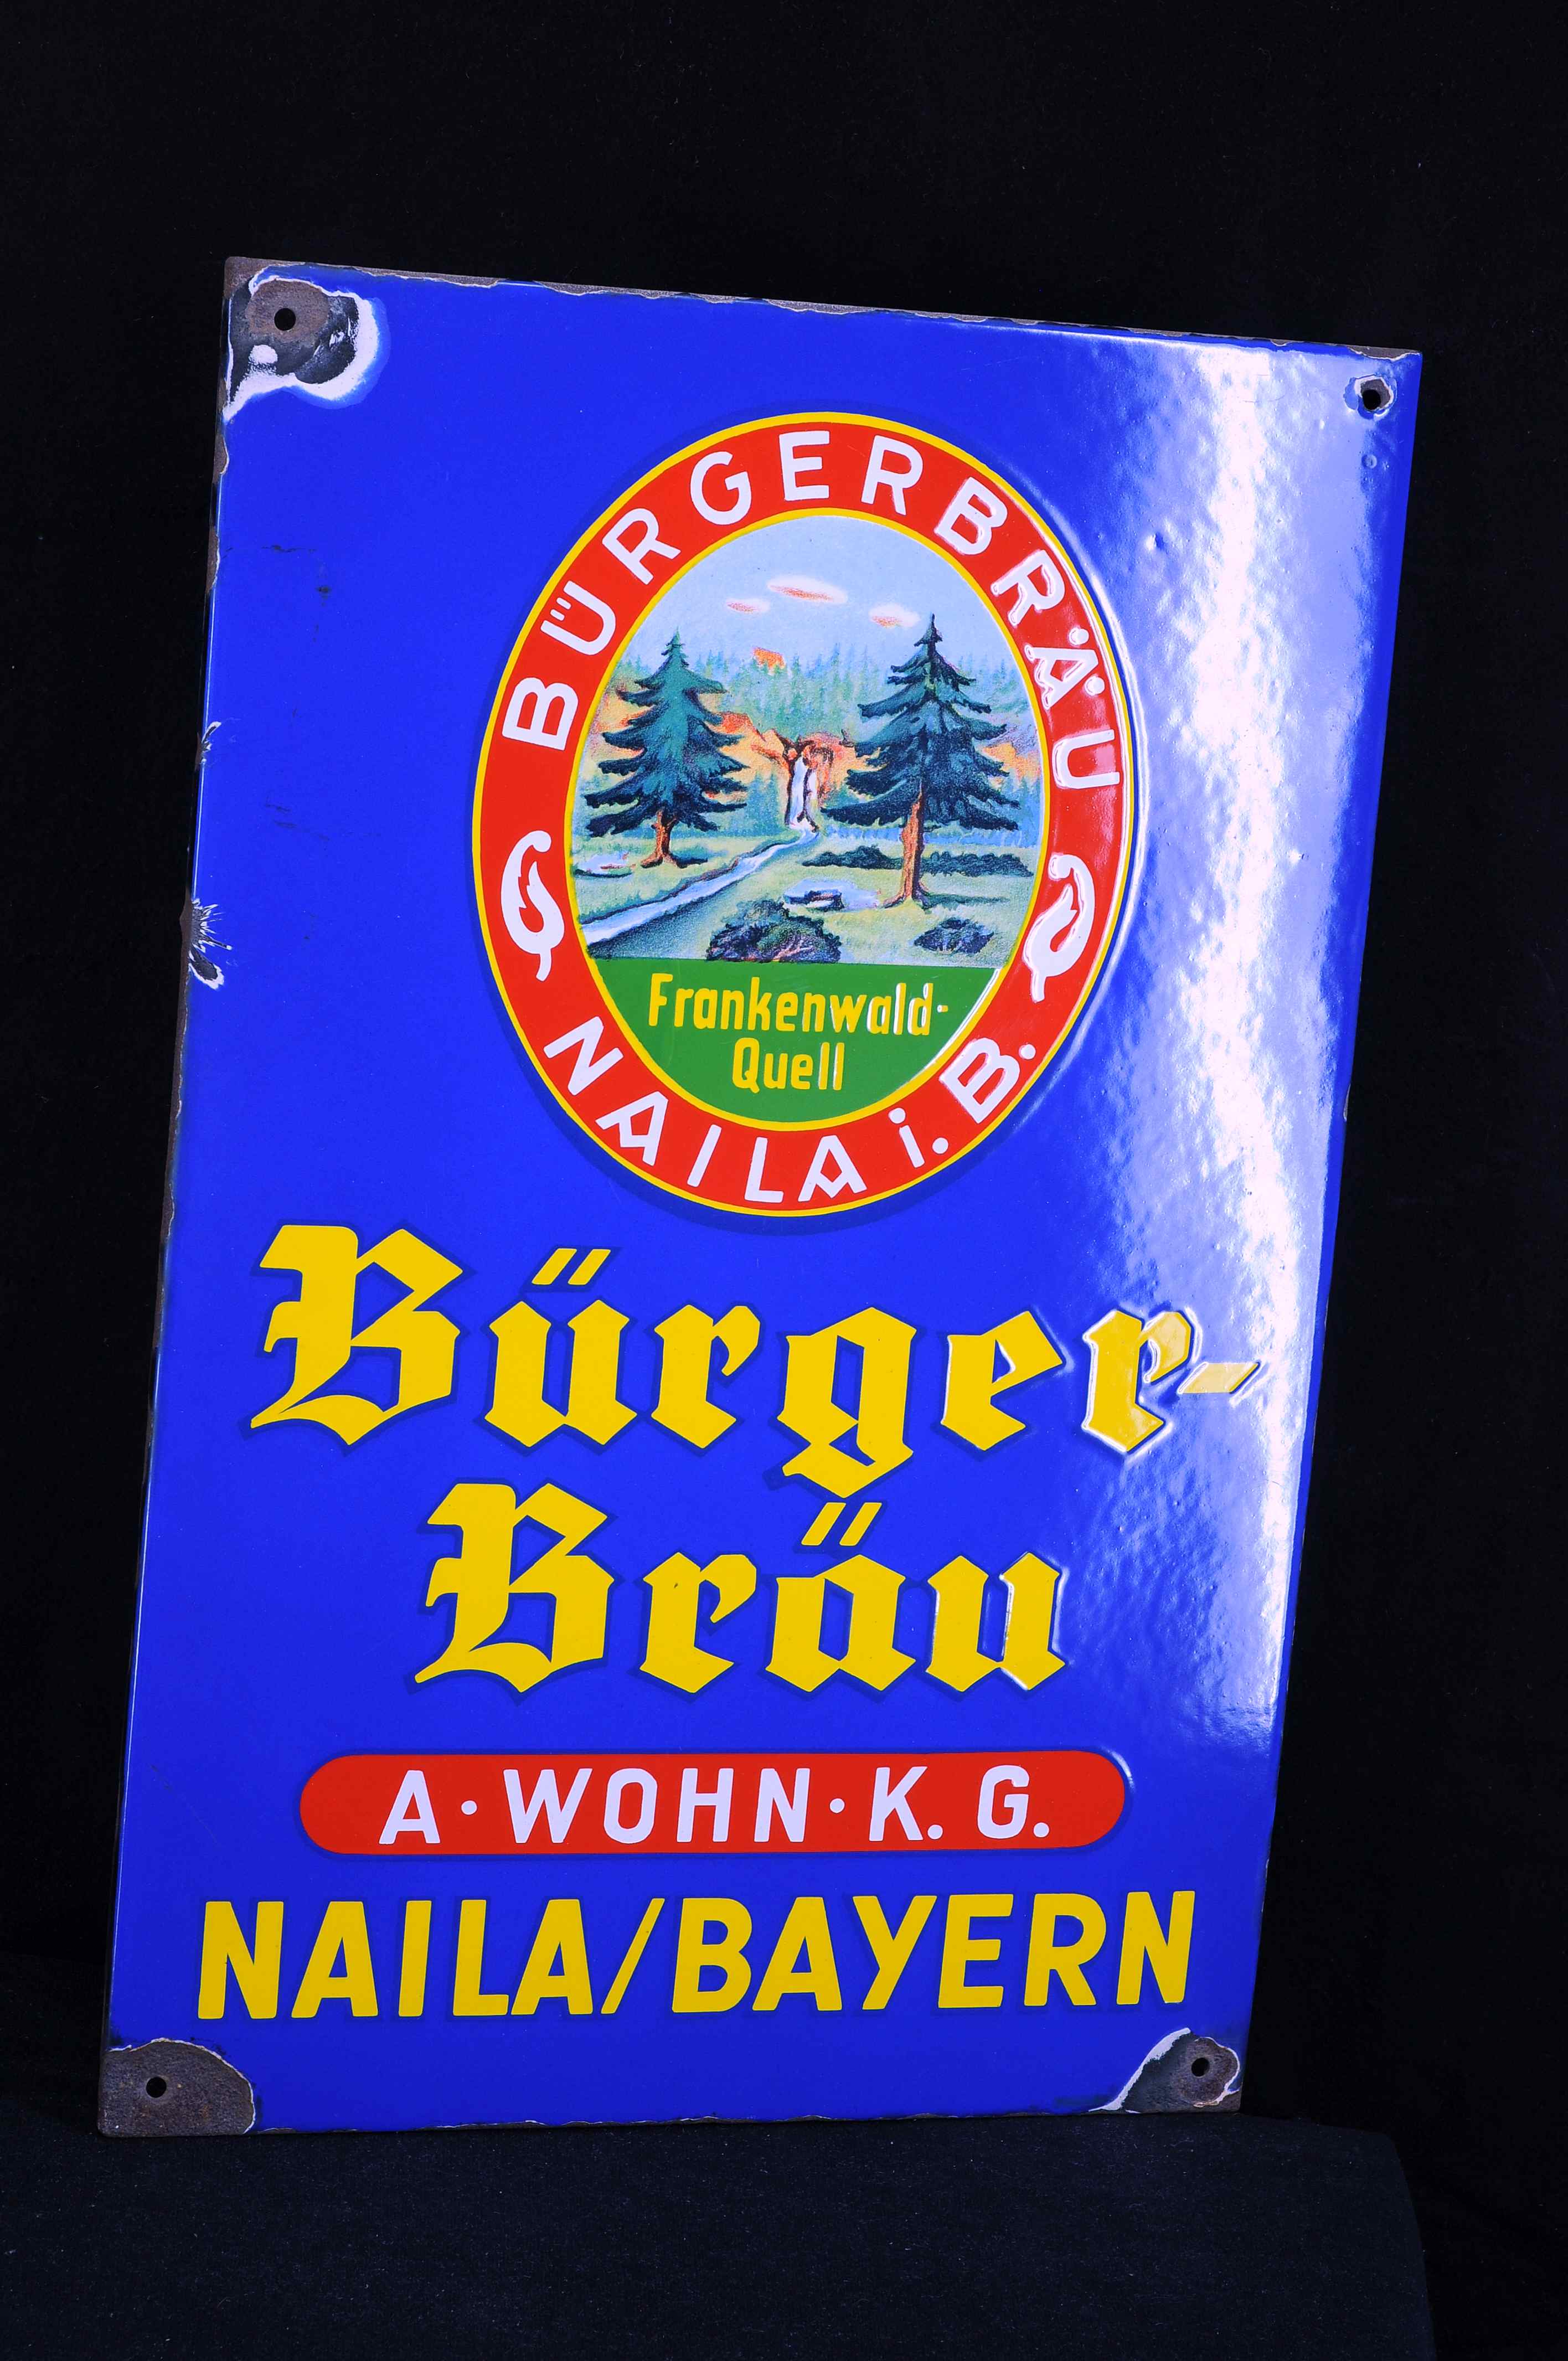 BÜRGERBRÄU
Frankenwald-
Quell
NAILA i. B.
Bürger-
Bräu
A·WOHN·K. G.
NAILA/BAYERN